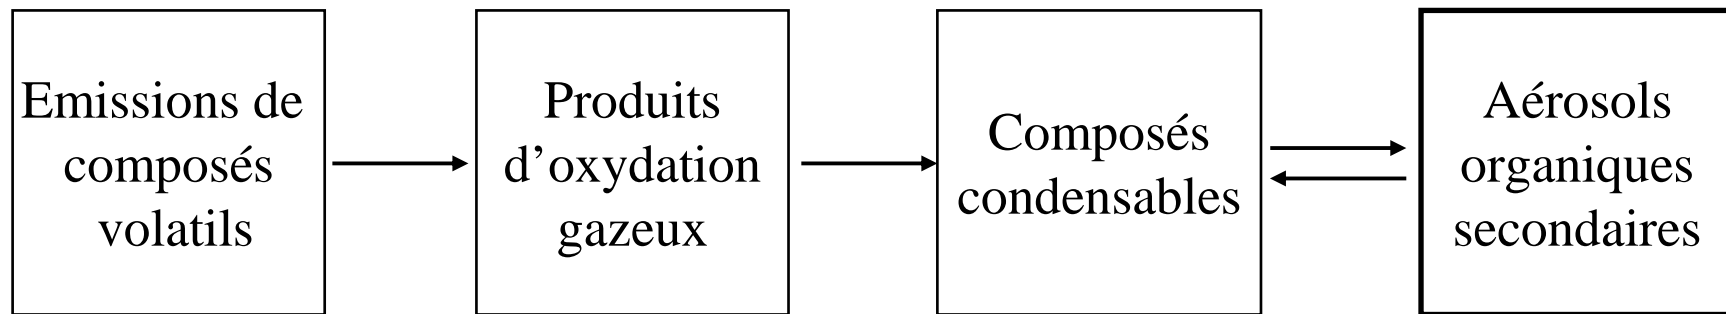 Emissions de
composés
volatils
Produits
d’oxydation
gazeux
Composés
condensables
Aérosols
organiques
secondaires